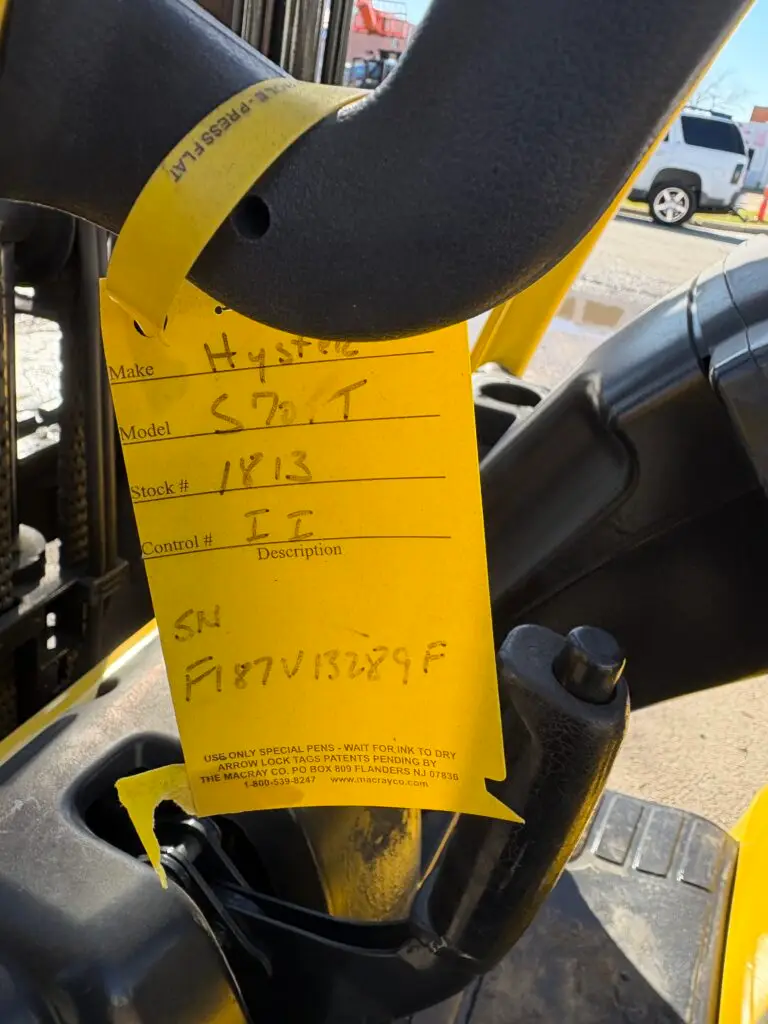 OLE - PRESS FLAT
Make Hyster
Model S70FT
Stock # 1813
Control # II
Description
SN
F187V13289F
USE ONLY SPECIAL PENS - WAIT FOR INK TO DRY
ARROW LOCK TAGS PATENTS PENDING BY
THE MACRAY CO. PO BOX 809 FLANDERS NJ 07836
1-800-539-8247 www.macrayco.com